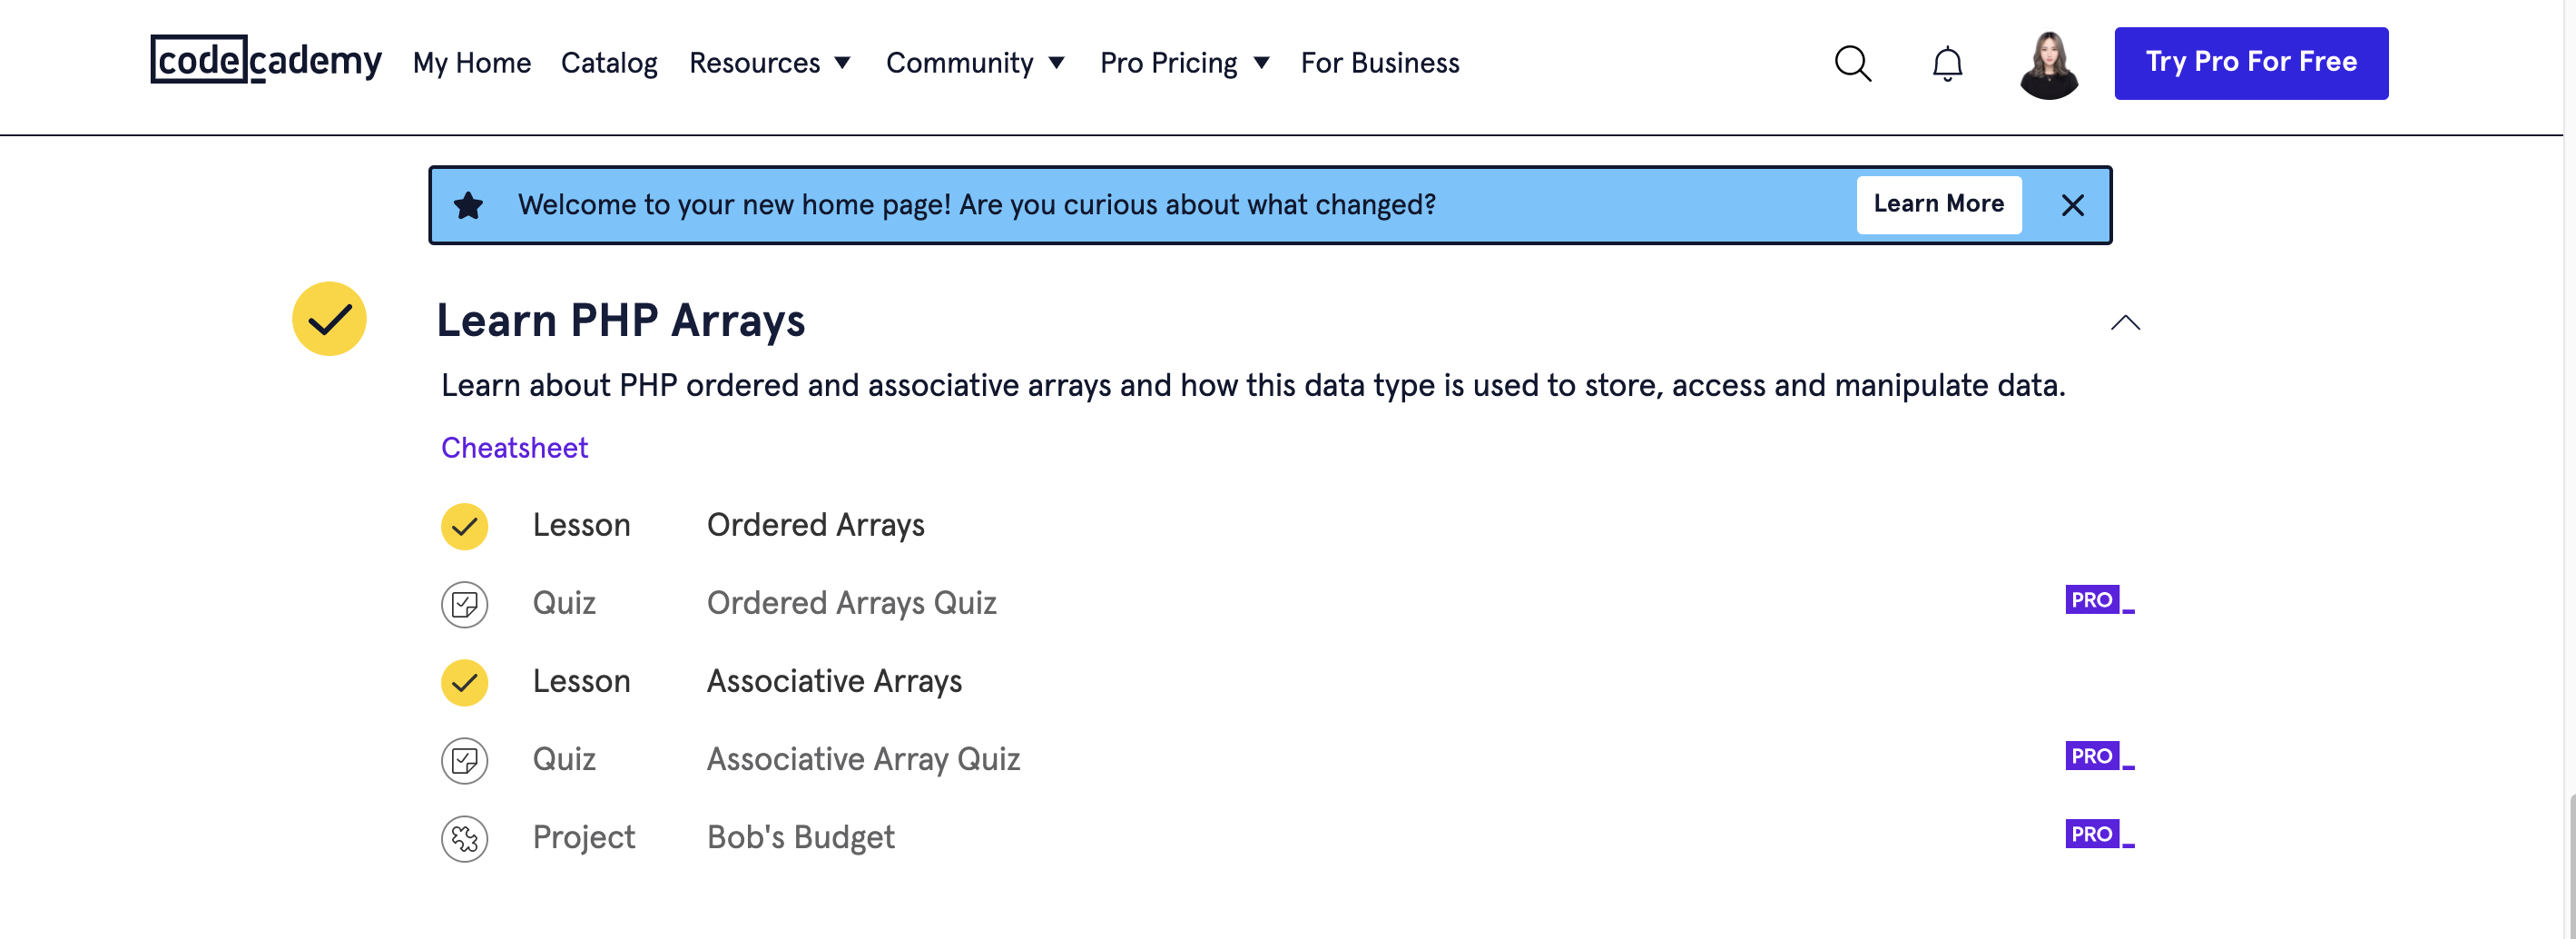 codecademy My Home Catalog Resources Community Pro Pricing For Business Try Pro For Free
Welcome to your new home page! Are you curious about what changed? Learn More
Learn PHP Arrays
Learn about PHP ordered and associative arrays and how this data type is used to store, access and manipulate data.
Cheatsheet
Lesson Ordered Arrays
Quiz Ordered Arrays Quiz PRO
Lesson Associative Arrays
Quiz Associative Array Quiz PRO
Project Bob's Budget PRO